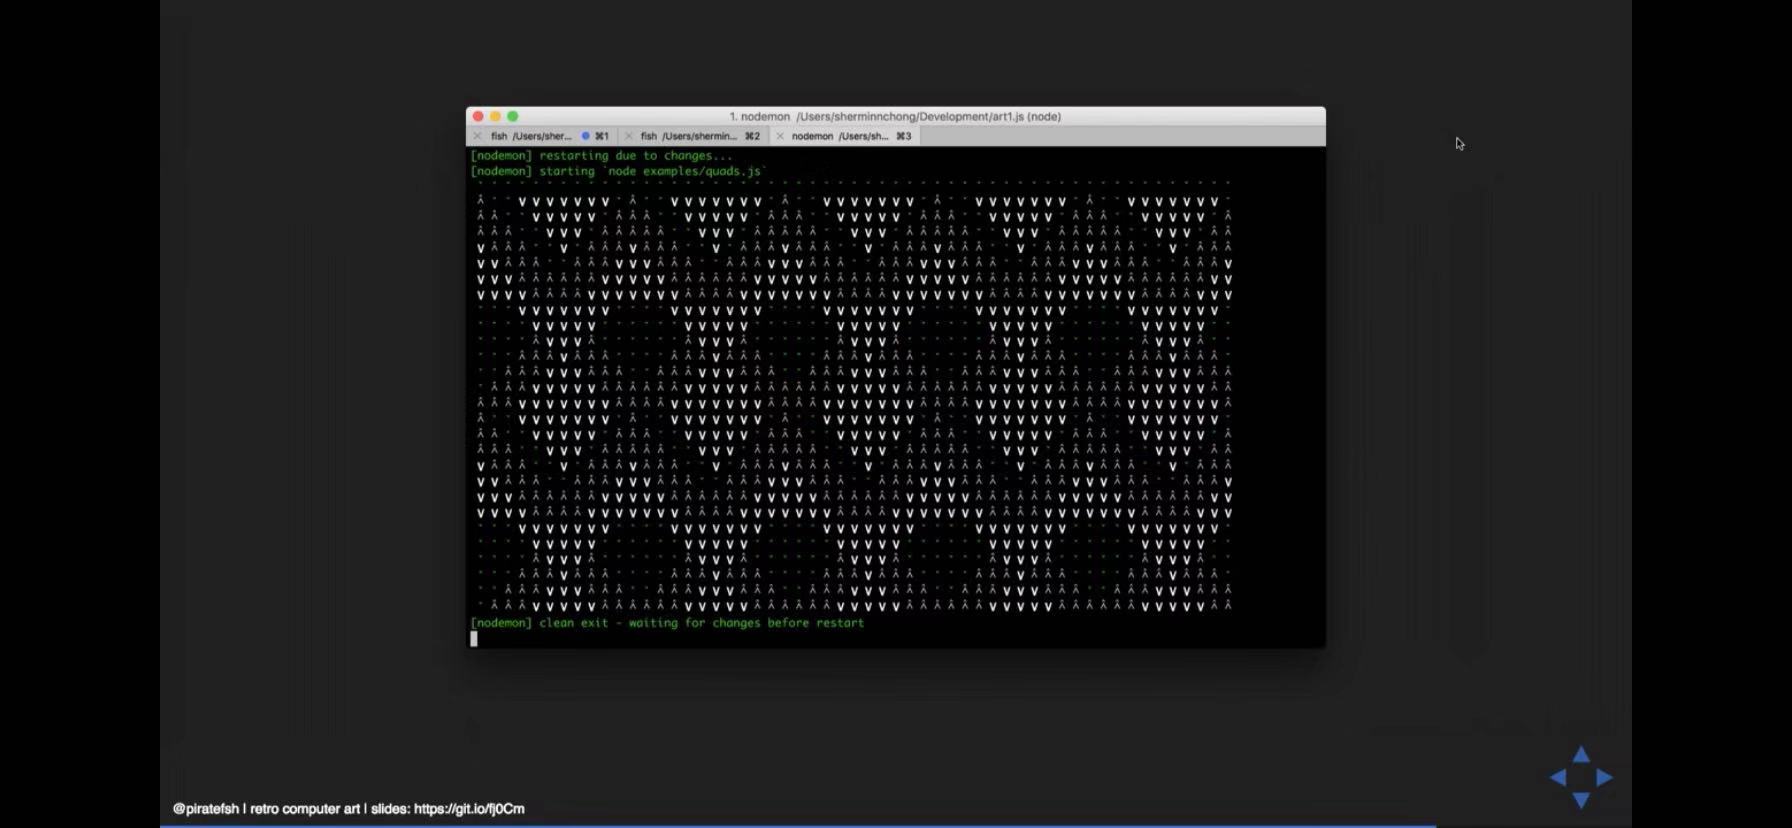 1. nodemon /Users/sherminnchong/Development/art1.js (node)
fish /Users/sher... ⌘1 fish /Users/shermin... ⌘2 nodemon /Users/sh... ⌘3
[nodemon] restarting due to changes...
[nodemon] starting `node examples/quads.js`
[nodemon] clean exit - waiting for changes before restart
@piratefsh | retro computer art | slides: https://git.io/fj0Cm